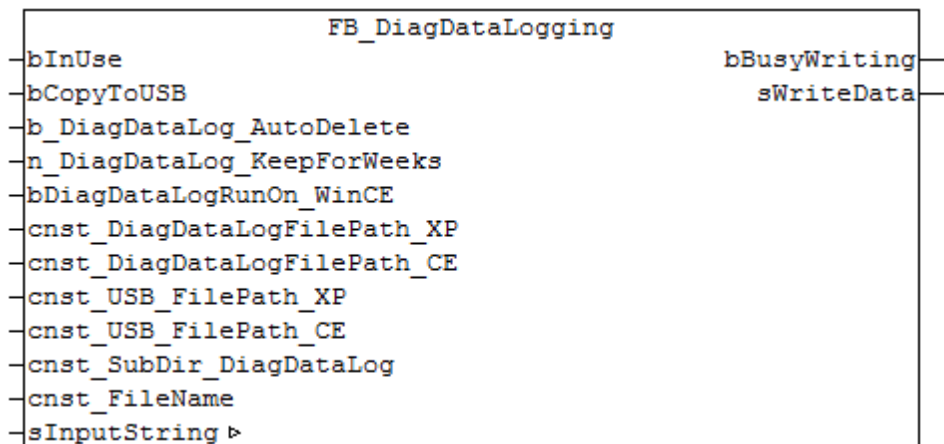 FB_DiagDataLogging
bInUse bBusyWriting
bCopyToUSB sWriteData
b_DiagDataLog_AutoDelete
n_DiagDataLog_KeepForWeeks
bDiagDataLogRunOn_WinCE
cnst_DiagDataLogFilePath_XP
cnst_DiagDataLogFilePath_CE
cnst_USB_FilePath_XP
cnst_USB_FilePath_CE
cnst_SubDir_DiagDataLog
cnst_FileName
sInputString ▷